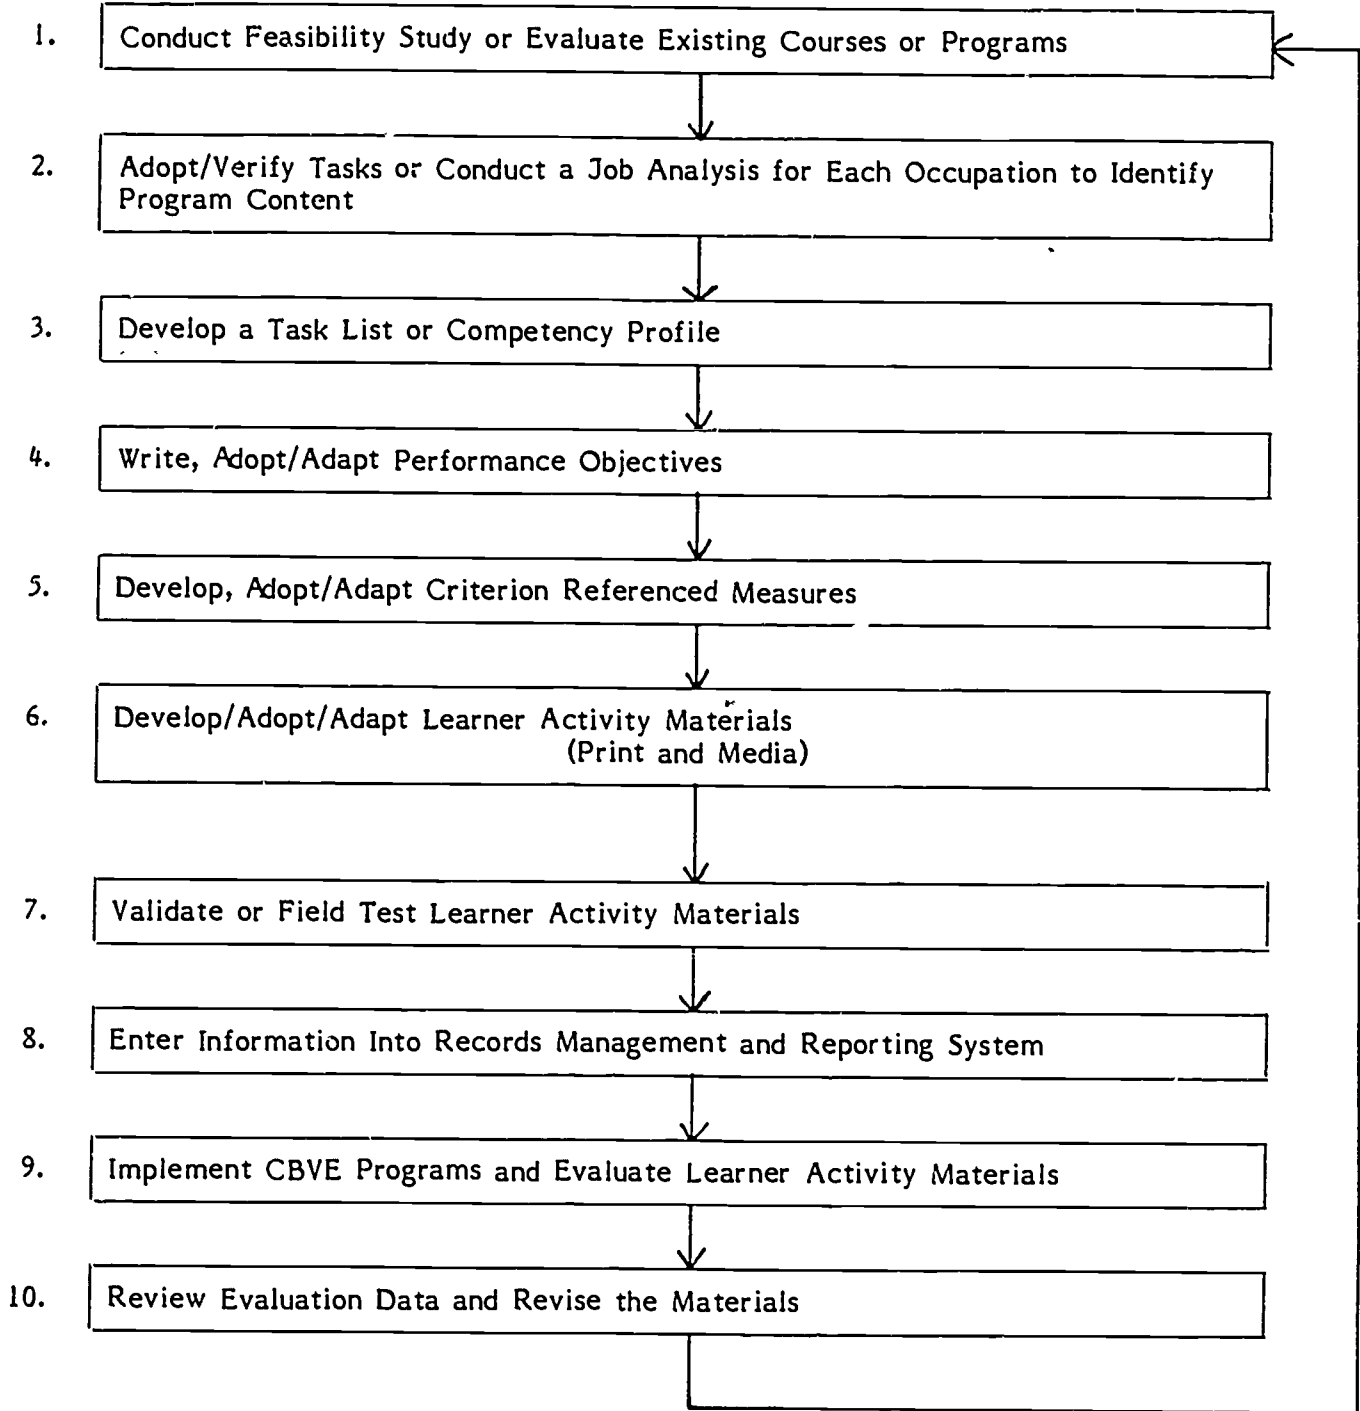 1. Conduct Feasibility Study or Evaluate Existing Courses or Programs
2. Adopt/Verify Tasks or Conduct a Job Analysis for Each Occupation to Identify
Program Content
3. Develop a Task List or Competency Profile
4. Write, Adopt/Adapt Performance Objectives
5. Develop, Adopt/Adapt Criterion Referenced Measures
6. Develop/Adopt/Adapt Learner Activity Materials
(Print and Media)
7. Validate or Field Test Learner Activity Materials
8. Enter Information Into Records Management and Reporting System
9. Implement CBVE Programs and Evaluate Learner Activity Materials
10. Review Evaluation Data and Revise the Materials